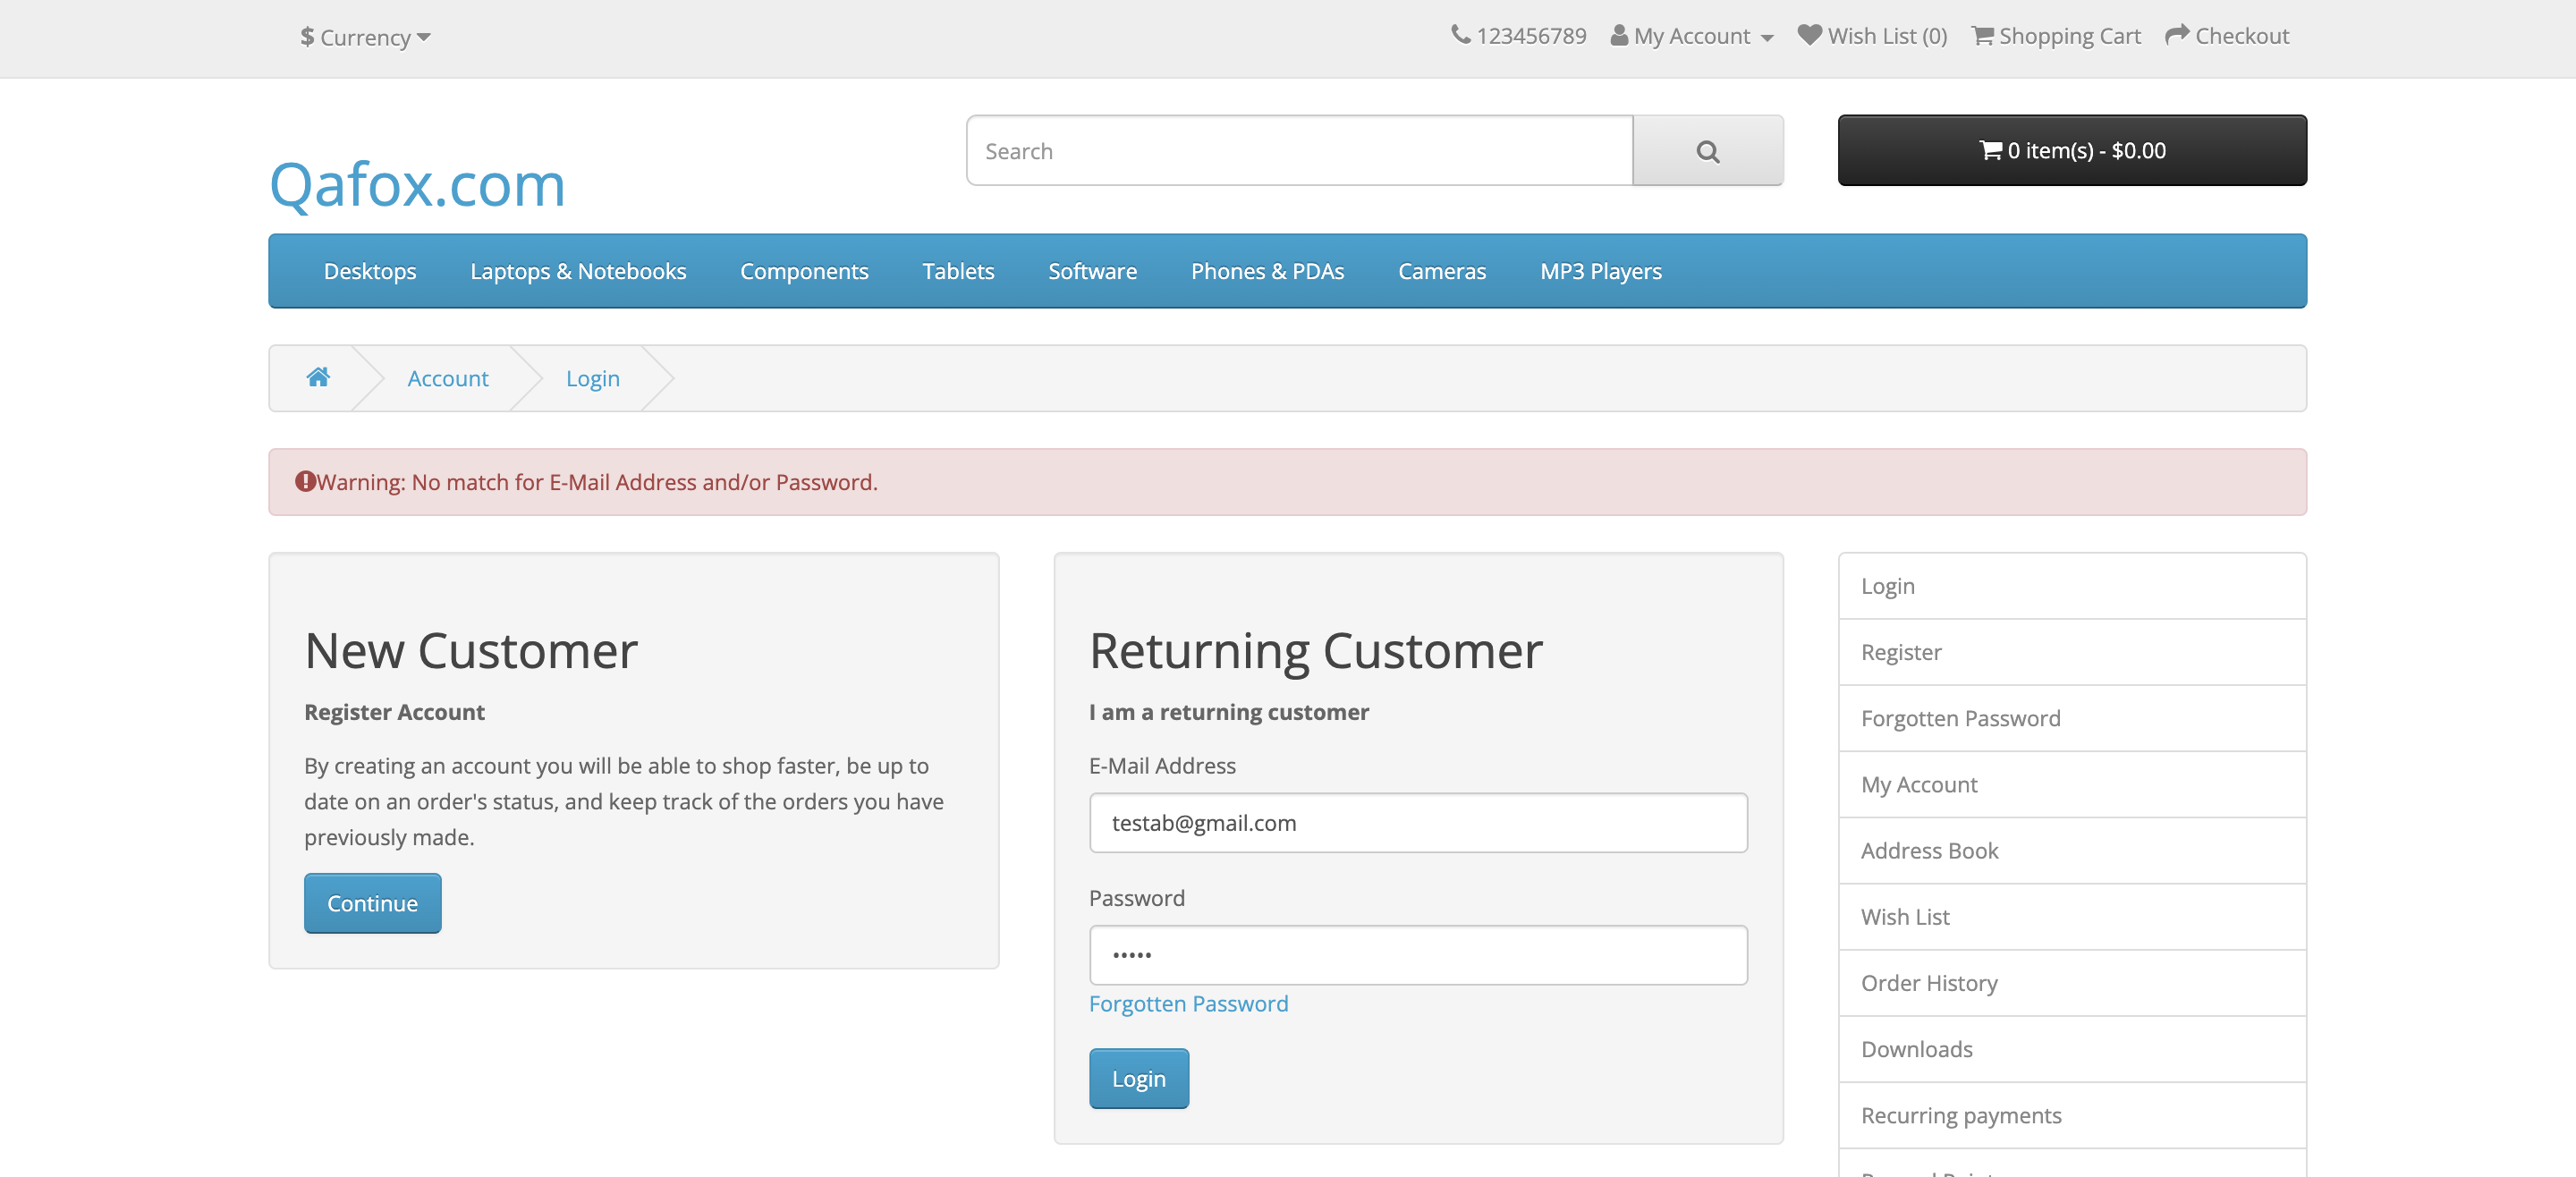 $ Currency
123456789 My Account Wish List (0) Shopping Cart Checkout
Qafox.com
Search
0 item(s) - $0.00
Desktops Laptops & Notebooks Components Tablets Software Phones & PDAs Cameras MP3 Players
Account Login
Warning: No match for E-Mail Address and/or Password.
New Customer
Register Account
By creating an account you will be able to shop faster, be up to
date on an order's status, and keep track of the orders you have
previously made.
Continue
Returning Customer
I am a returning customer
E-Mail Address
testab@gmail.com
Password
•••••
Forgotten Password
Login
Login
Register
Forgotten Password
My Account
Address Book
Wish List
Order History
Downloads
Recurring payments